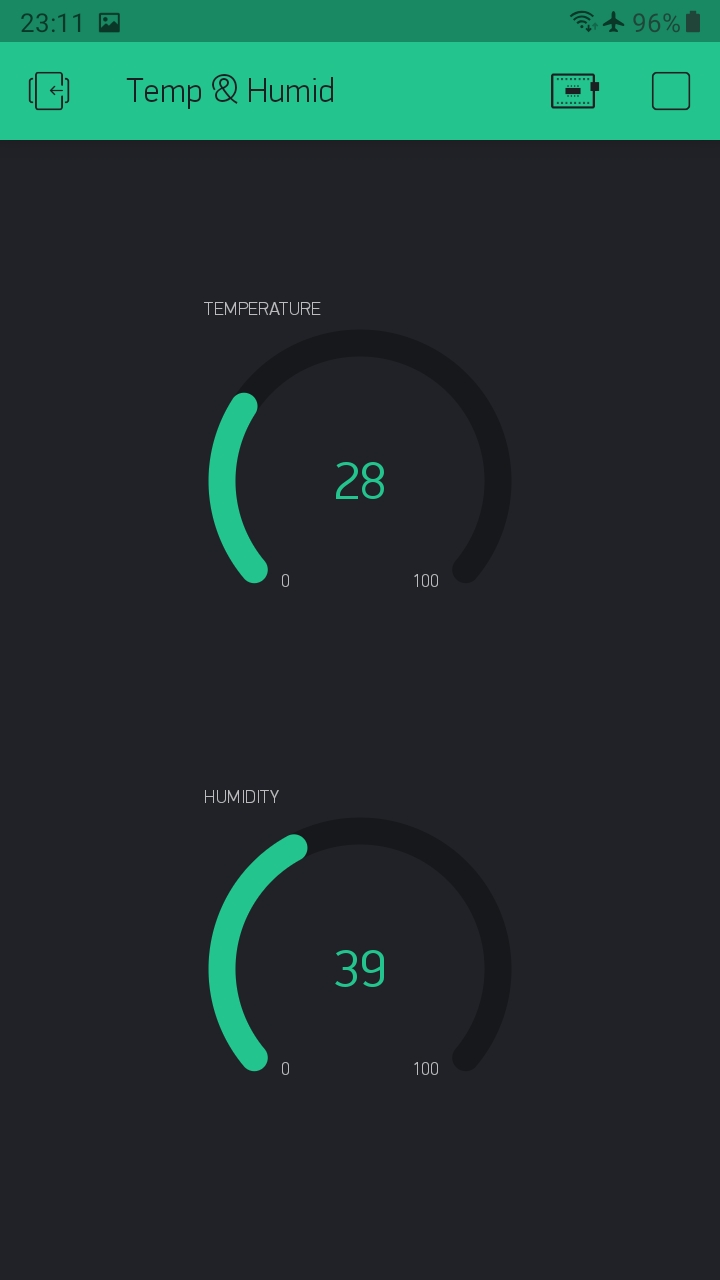 23:11 96%
Temp & Humid
TEMPERATURE
28
0 100
HUMIDITY
39
0 100